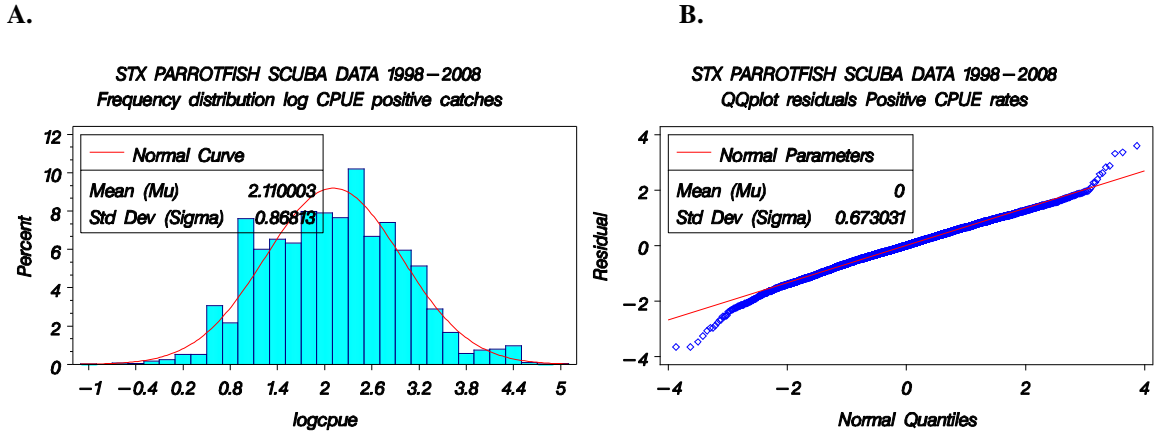 A.
STX PARROTFISH SCUBA DATA 1998−2008
Frequency distribution log CPUE positive catches
Normal Curve
Mean (Mu) 2.110003
Std Dev (Sigma) 0.86813
12
10
8
6
4
2
0
Percent
−1 −0.4 0.2 0.8 1.4 2 2.6 3.2 3.8 4.4 5
logcpue
B.
STX PARROTFISH SCUBA DATA 1998−2008
QQplot residuals Positive CPUE rates
Normal Parameters
Mean (Mu) 0
Std Dev (Sigma) 0.673031
4
2
0
−2
−4
Residual
−4 −2 0 2 4
Normal Quantiles